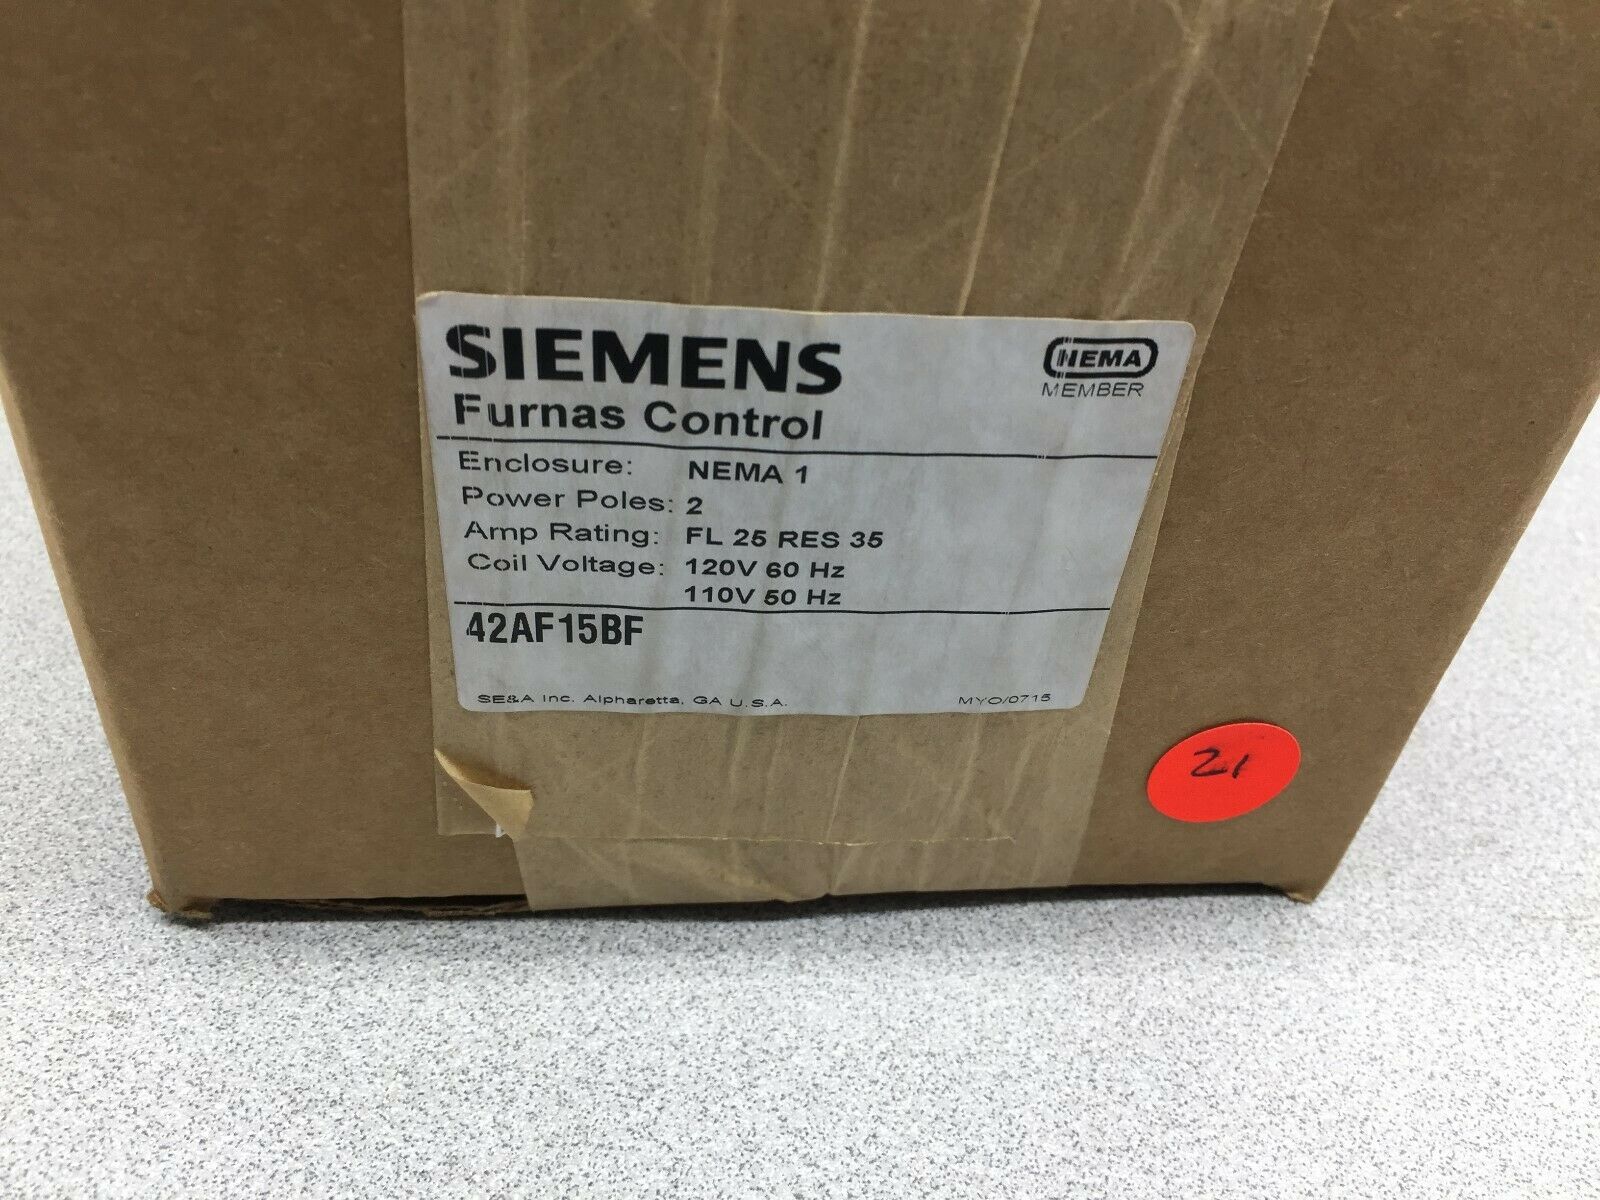 SIEMENS
NEMA
MEMBER
Furnas Control
Enclosure: NEMA 1
Power Poles: 2
Amp Rating: FL 25 RES 35
Coil Voltage: 120V 60 Hz
110V 50 Hz
42AF15BF
SE&A Inc. Alpharetta, GA U.S.A. MYO/0715
21